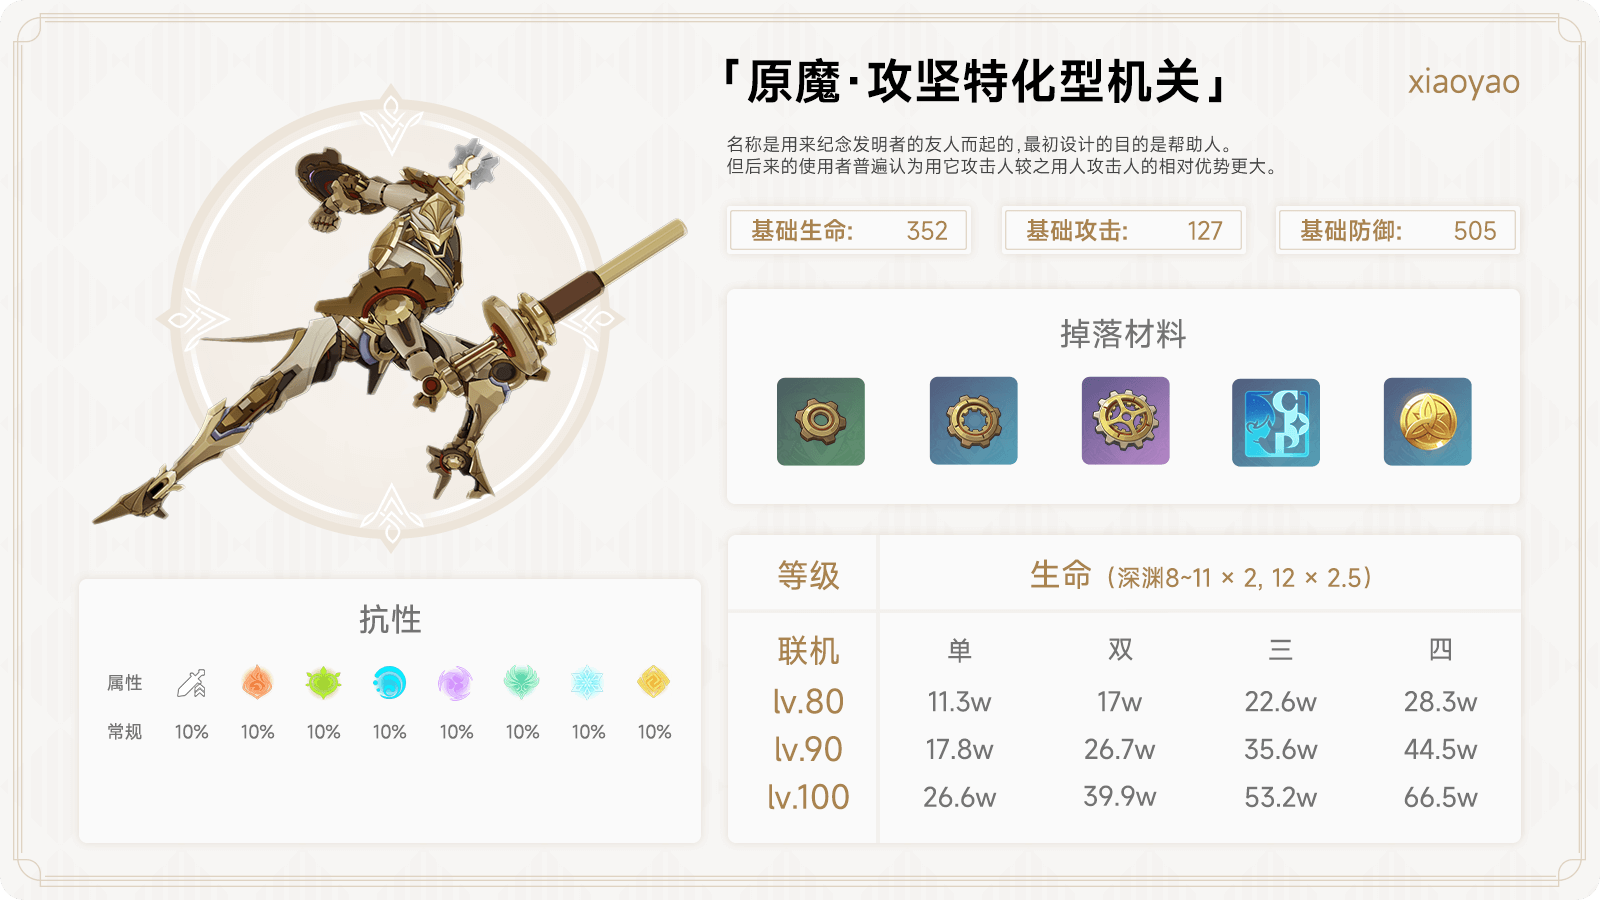 「原魔·攻坚特化型机关」
xiaoyao
名称是用来纪念发明者的友人而起的,最初设计的目的是帮助人。
但后来的使用者普遍认为用它攻击人较之用人攻击人的相对优势更大。
基础生命: 352
基础攻击: 127
基础防御: 505
掉落材料
抗性
属性
常规 10% 10% 10% 10% 10% 10% 10% 10%
等级 生命 (深渊8~11 × 2, 12 × 2.5)
联机 单 双 三 四
lv.80 11.3w 17w 22.6w 28.3w
lv.90 17.8w 26.7w 35.6w 44.5w
lv.100 26.6w 39.9w 53.2w 66.5w